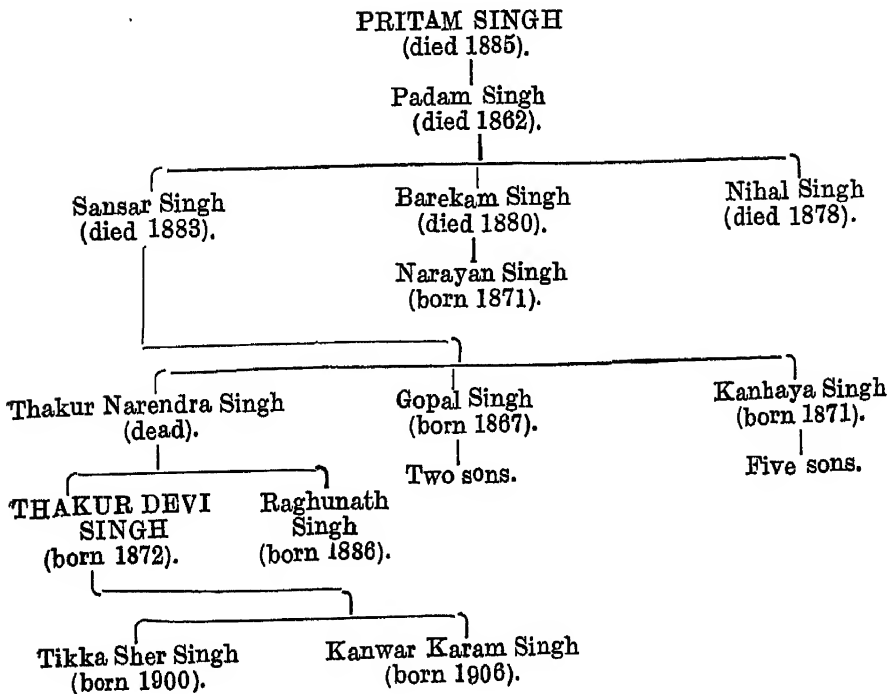 PRITAM SINGH
(died 1885).
Padam Singh
(died 1862).
Sansar Singh
(died 1883).
Barekam Singh
(died 1880).
Nihal Singh
(died 1878).
Narayan Singh
(born 1871).
Thakur Narendra Singh
(dead).
Gopal Singh
(born 1867).
Kanhaya Singh
(born 1871).
Two sons.
Five sons.
THAKUR DEVI
SINGH
(born 1872).
Raghunath
Singh
(born 1886).
Tikka Sher Singh
(born 1900).
Kanwar Karam Singh
(born 1906).